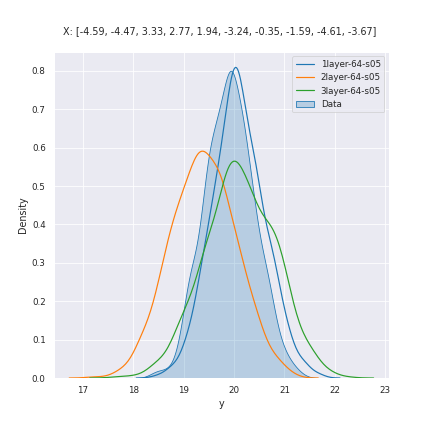 X: [-4.59, -4.47, 3.33, 2.77, 1.94, -3.24, -0.35, -1.59, -4.61, -3.67]
1layer-64-s05
2layer-64-s05
3layer-64-s05
Data
Density
0.8
0.7
0.6
0.5
0.4
0.3
0.2
0.1
0.0
17 18 19 20 21 22 23
y